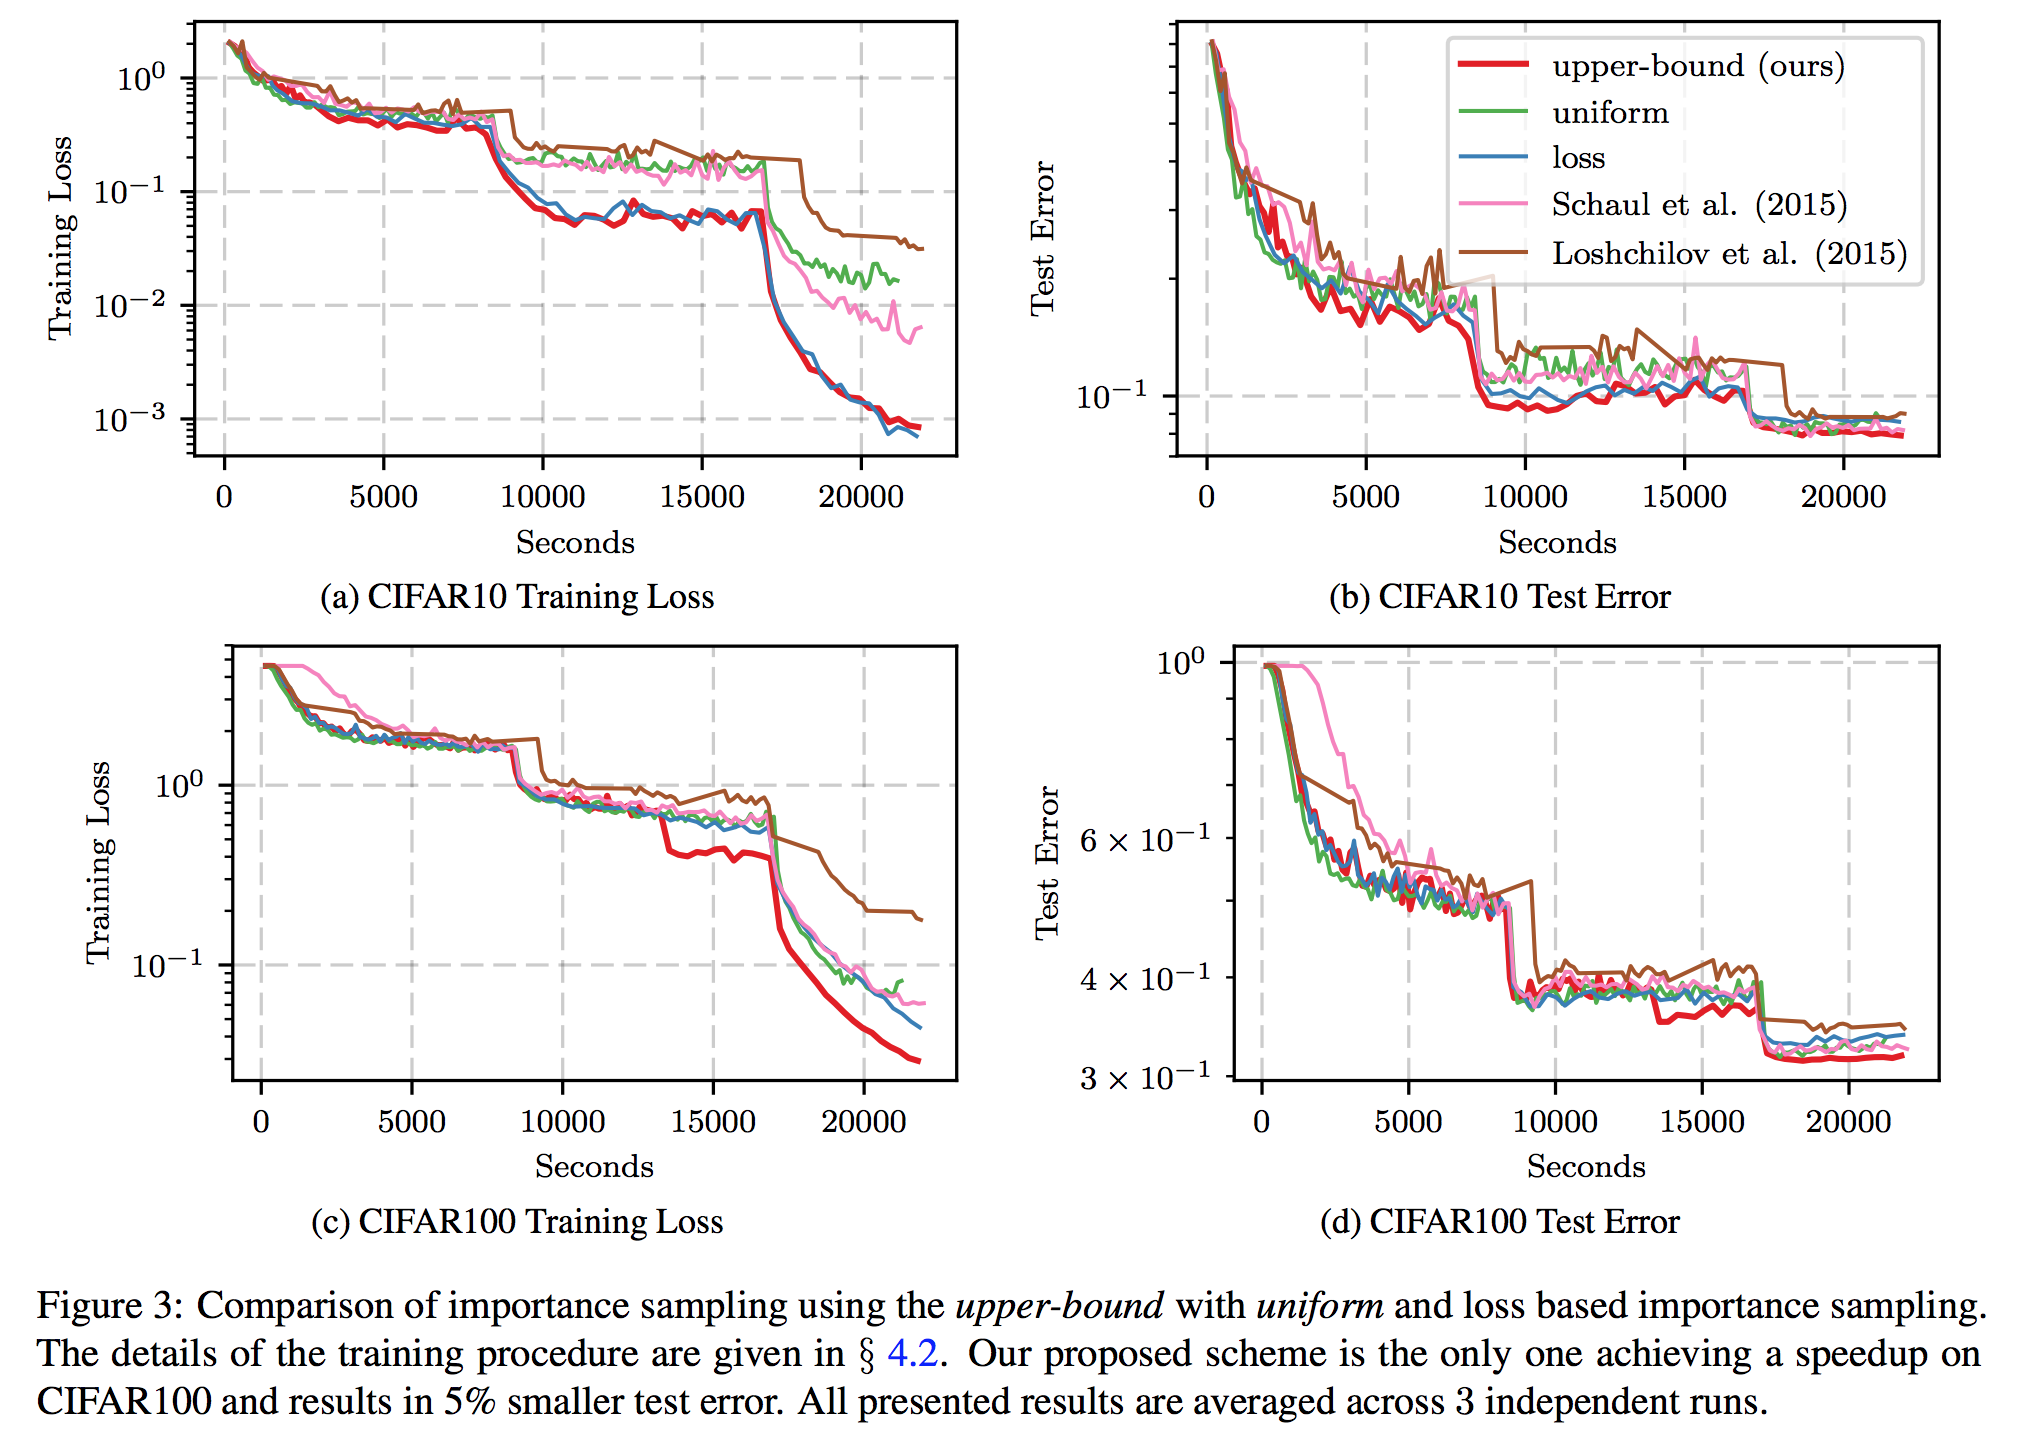 10⁰
10⁻¹
10⁻²
10⁻³
Training Loss
0 5000 10000 15000 20000
Seconds
(a) CIFAR10 Training Loss
upper-bound (ours)
uniform
loss
Schaul et al. (2015)
Loshchilov et al. (2015)
10⁻¹
Test Error
0 5000 10000 15000 20000
Seconds
(b) CIFAR10 Test Error
10⁰
10⁻¹
Training Loss
0 5000 10000 15000 20000
Seconds
(c) CIFAR100 Training Loss
10⁰
6 × 10⁻¹
4 × 10⁻¹
3 × 10⁻¹
Test Error
0 5000 10000 15000 20000
Seconds
(d) CIFAR100 Test Error
Figure 3: Comparison of importance sampling using the upper-bound with uniform and loss based importance sampling.
The details of the training procedure are given in § 4.2. Our proposed scheme is the only one achieving a speedup on
CIFAR100 and results in 5% smaller test error. All presented results are averaged across 3 independent runs.